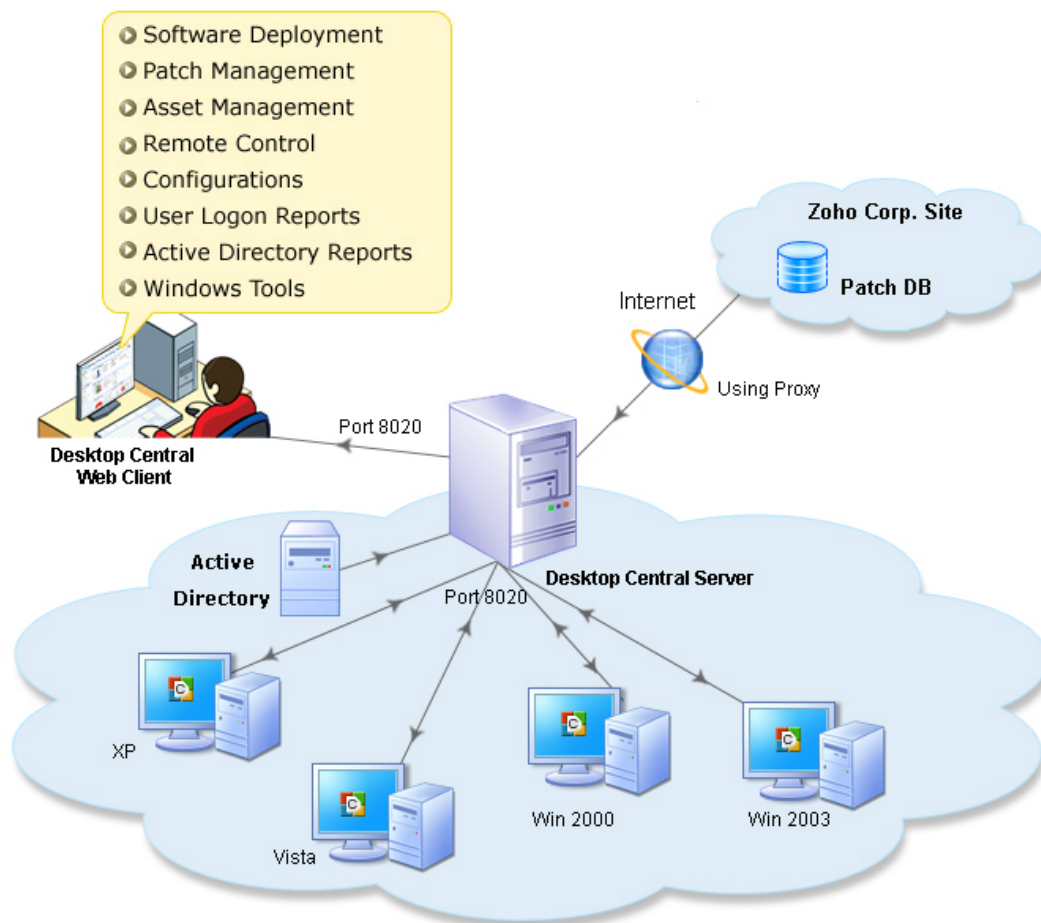 Software Deployment
Patch Management
Asset Management
Remote Control
Configurations
User Logon Reports
Active Directory Reports
Windows Tools
Zoho Corp. Site
Patch DB
Internet
Using Proxy
Port 8020
Desktop Central
Web Client
Active
Directory
Desktop Central Server
Port 8020
XP
Vista
Win 2000
Win 2003
C
C
C
C